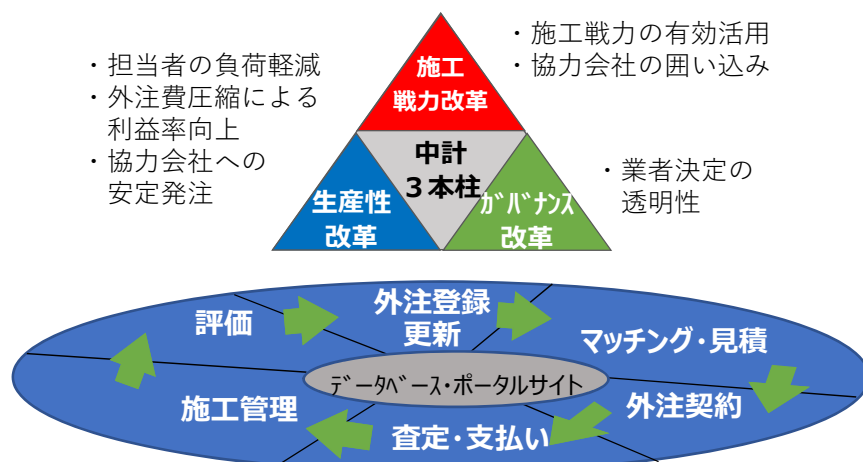 ・担当者の負荷軽減
・外注費圧縮による
利益率向上
・協力会社への
安定発注
・施工戦力の有効活用
・協力会社の囲い込み
施工
戦力改革
中計
３本柱
生産性
改革
ｶﾞﾊﾞﾅﾝｽ
改革
・業者決定の
透明性
評価
外注登録
更新
マッチング・見積
データベース・ポータルサイト
施工管理
外注契約
査定・支払い